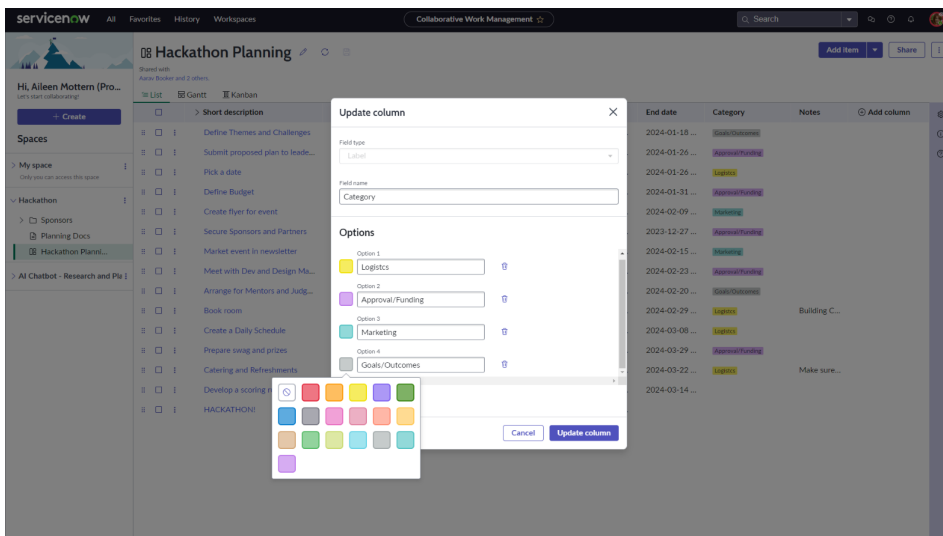 servicenow All Favorites History Workspaces Collaborative Work Management ☆ Search
Hi, Aileen Mottern (Pro...
Let's start collaborating!
+ Create
Spaces
My space
Only you can access this space
Hackathon
Sponsors
Planning Docs
Hackathon Planni...
AI Chatbot - Research and Ple
Hackathon Planning
Add item
Share
Shared with:
Aarav Booker and 2 others
List Gantt Kanban
Short description
End date Category Notes Add column
Define Themes and Challenges
2024-01-18 ... Goals/Outcomes
Submit proposed plan to leade...
2024-01-26 ... Approval/Funding
Pick a date
2024-01-26 ... Logistcs
Define Budget
2024-01-31 ... Approval/Funding
Create flyer for event
2024-02-09 ... Marketing
Secure Sponsors and Partners
2023-12-27 ... Approval/Funding
Market event in newsletter
2024-02-15 ... Marketing
Meet with Dev and Design Ma...
2024-02-23 ... Approval/Funding
Arrange for Mentors and Judg...
2024-02-20 ... Goals/Outcomes
Book room
2024-02-29 ... Logistcs Building C...
Create a Daily Schedule
2024-03-08 ... Logistcs
Prepare swag and prizes
2024-03-29 ... Approval/Funding
Catering and Refreshments
2024-03-22 ... Logistcs Make sure...
Develop a scoring r
2024-03-14 ...
HACKATHON!
Update column
Field type
Label
Field name
Category
Options
Option 1
Logistcs
Option 2
Approval/Funding
Option 3
Marketing
Option 4
Goals/Outcomes
Cancel Update column